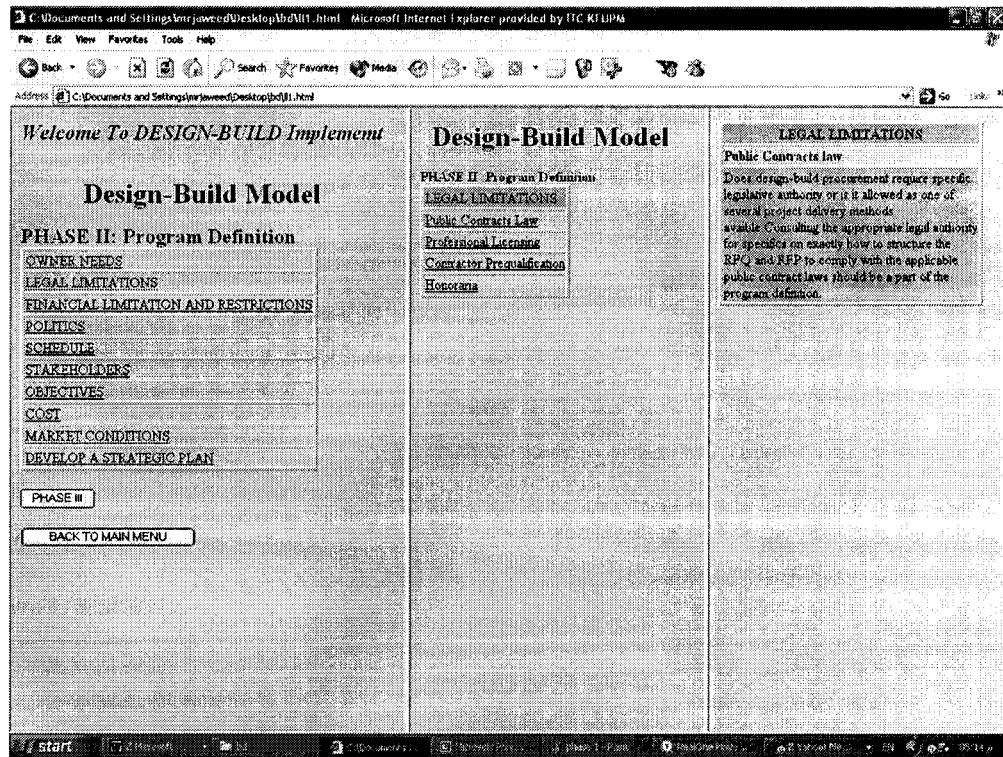 C:\Documents and Settings\mrjaweed\Desktop\bd\ll1.html Microsoft Internet Explorer provided by ITC-KFUPM
File Edit View Favorites Tools Help
Back Search Favorites Media
Address C:\Documents and Settings\mrjaweed\Desktop\bd\ll1.html Go Links
Welcome To DESIGN-BUILD Implement
Design-Build Model
PHASE II: Program Definition
OWNER NEEDS
LEGAL LIMITATIONS
FINANCIAL LIMITATION AND RESTRICTIONS
POLITICS
SCHEDULE
STAKEHOLDERS
OBJECTIVES
COST
MARKET CONDITIONS
DEVELOP A STRATEGIC PLAN
PHASE III
BACK TO MAIN MENU
Design-Build Model
PHASE II Program Definition
LEGAL LIMITATIONS
Public Contracts Law
Professional Licensing
Contractor Prequalification
Honoraria
LEGAL LIMITATIONS
Public Contracts law
Does design-build procurement require specific
legislative authority or is it allowed as one of
several project delivery methods
Consulting the appropriate legal authority
for specifics on exactly how to structure the
RPQ and RFP to comply with the applicable
public contract laws should be a part of the
program definition.
start 2 Microsoft bd C:\Documents ... EN